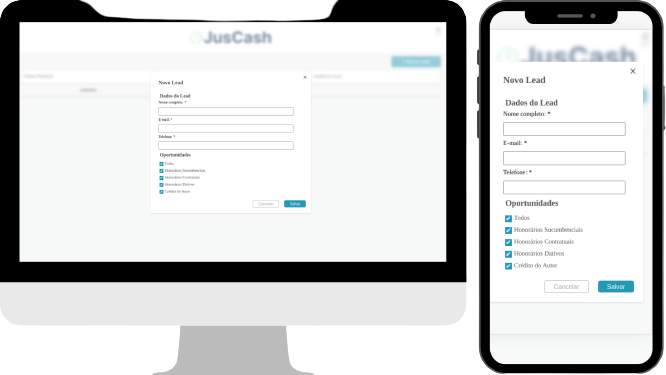 JusCash
Novo Lead
Dados do Lead
Nome completo: *
E-mail: *
Telefone: *
Oportunidades
Todos
Honorários Sucumbenciais
Honorários Contratuais
Honorários Dativos
Crédito do Autor
Cancelar
Salvar
JusCash
Novo Lead
Dados do Lead
Nome completo: *
E-mail: *
Telefone: *
Oportunidades
Todos
Honorários Sucumbenciais
Honorários Contratuais
Honorários Dativos
Crédito do Autor
Cancelar
Salvar